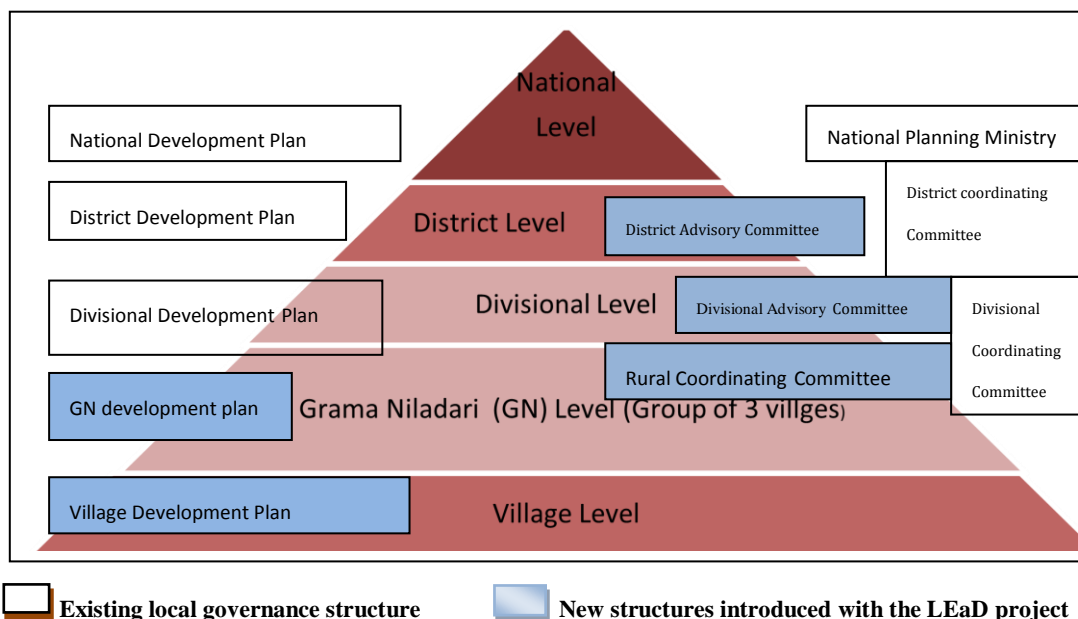 National
Level
National Development Plan
National Planning Ministry
District Development Plan
District Level
District Advisory Committee
District coordinating
Committee
Divisional Development Plan
Divisional Level
Divisional Advisory Committee
Divisional
Coordinating
Committee
Rural Coordinating Committee
GN development plan
Grama Niladari (GN) Level (Group of 3 villges)
Village Development Plan
Village Level
Existing local governance structure
New structures introduced with the LEaD project